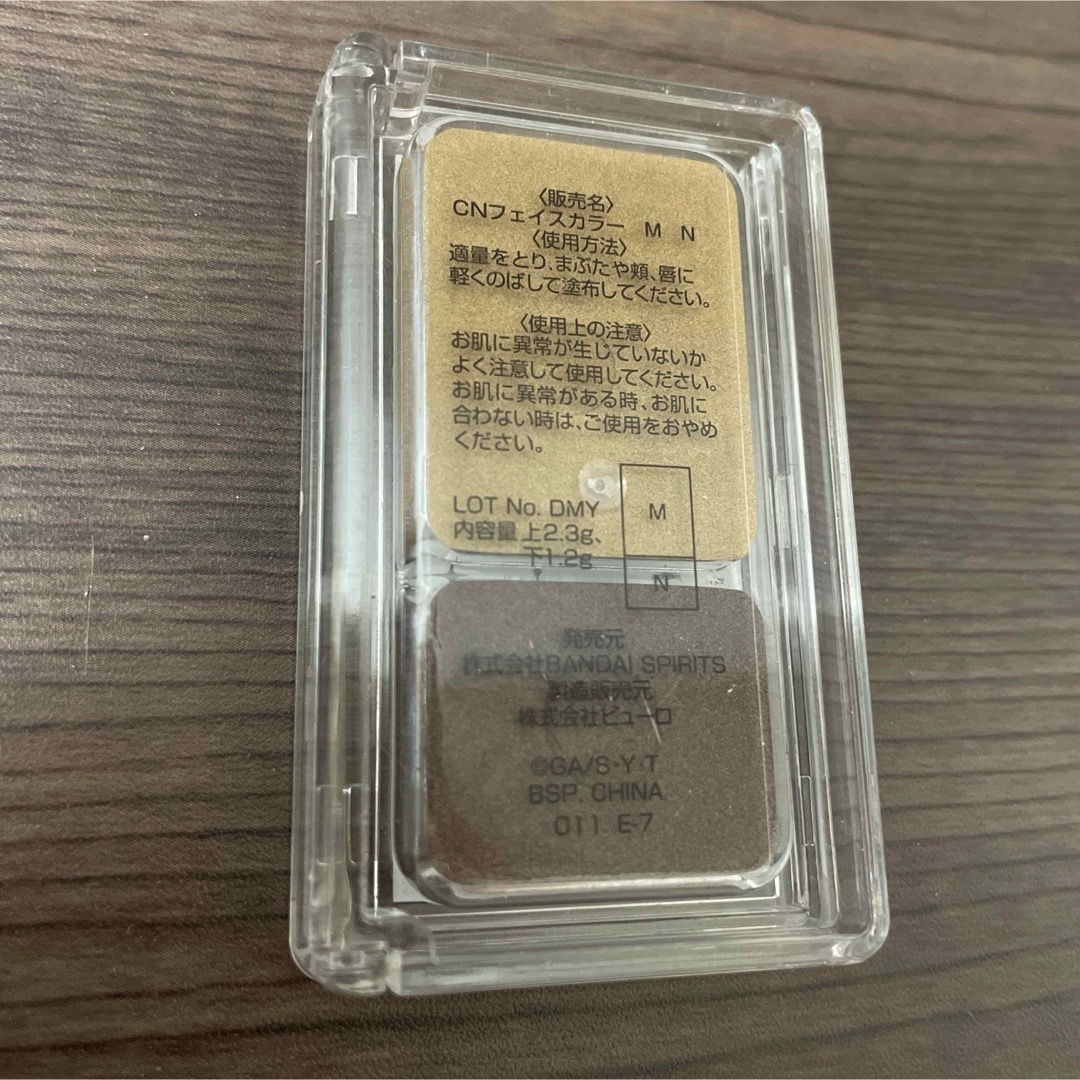 〈販売名〉
CNフェイスカラー M N
〈使用方法〉
適量をとり、まぶたや頬、唇に
軽くのばして塗布してください。
〈使用上の注意〉
お肌に異常が生じていないか
よく注意して使用してください。
お肌に異常がある時、お肌に
合わない時は、ご使用をおやめ
ください。
LOT No. DMY
内容量 上2.3g、
下1.2g
M
N
発売元
株式会社BANDAI SPIRITS
製造販売元
株式会社ピューロ
©GA/S・Y・T
BSP. CHINA
011 E-7